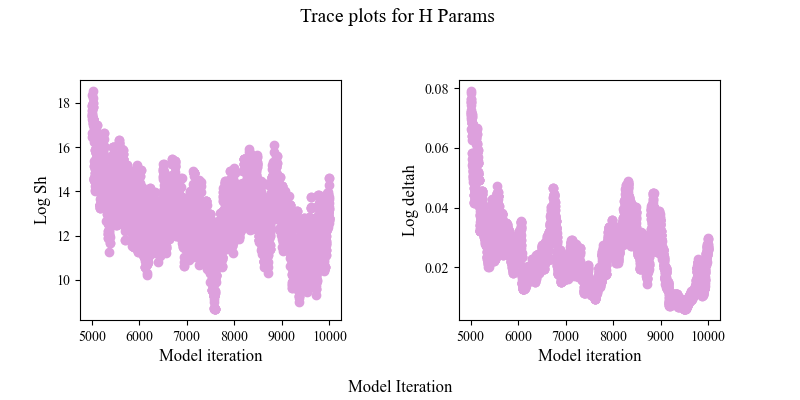 Trace plots for H Params
Log Sh
18
16
14
12
10
5000 6000 7000 8000 9000 10000
Model iteration
Log deltah
0.08
0.06
0.04
0.02
5000 6000 7000 8000 9000 10000
Model iteration
Model Iteration